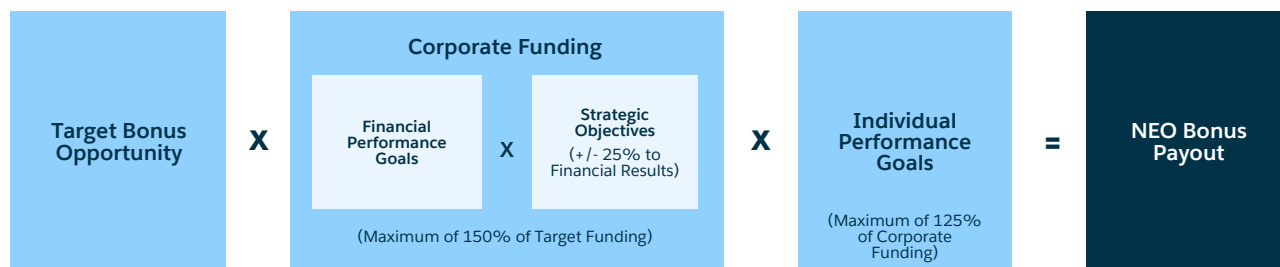 Target Bonus
Opportunity
X
Corporate Funding
Financial
Performance
Goals
X
Strategic
Objectives
(+/- 25% to
Financial Results)
(Maximum of 150% of Target Funding)
X
Individual
Performance
Goals
(Maximum of 125%
of Corporate
Funding)
=
NEO Bonus
Payout